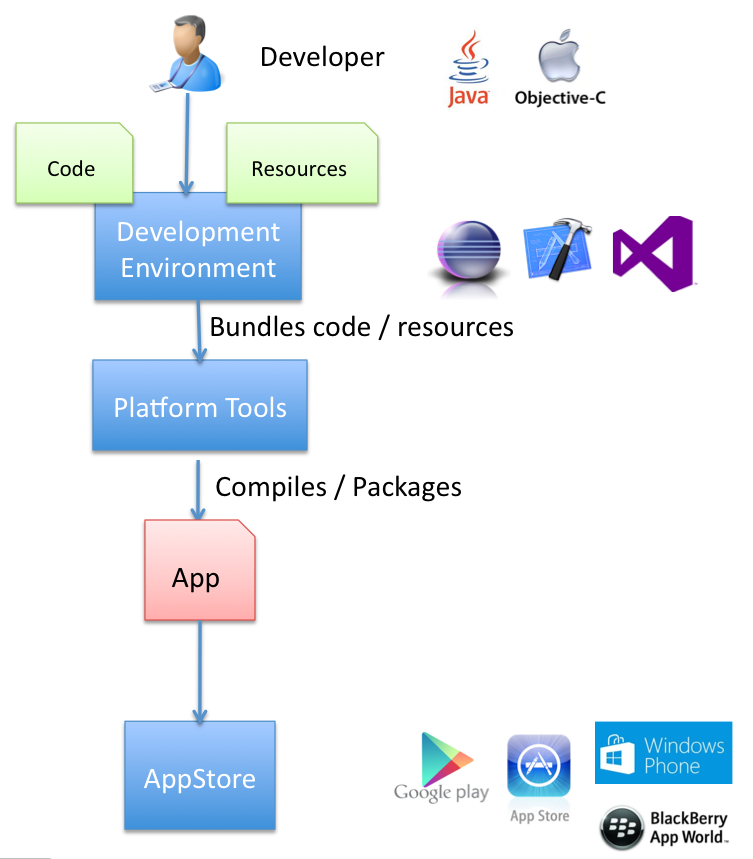 Developer
Java
Objective-C
Code
Resources
Development
Environment
Bundles code / resources
Platform Tools
Compiles / Packages
App
AppStore
Google play
App Store
Windows
Phone
BlackBerry
App World™